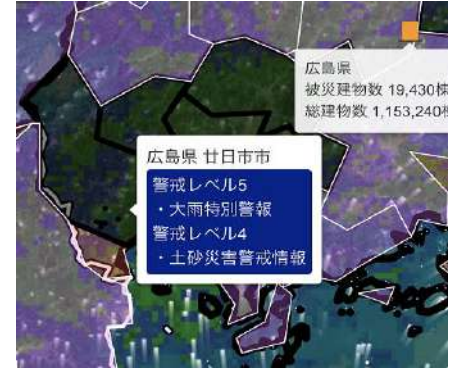 広島県
被災建物数 19,430棟
総建物数 1,153,240棟
広島県 廿日市市
警戒レベル5
・大雨特別警報
警戒レベル4
・土砂災害警戒情報